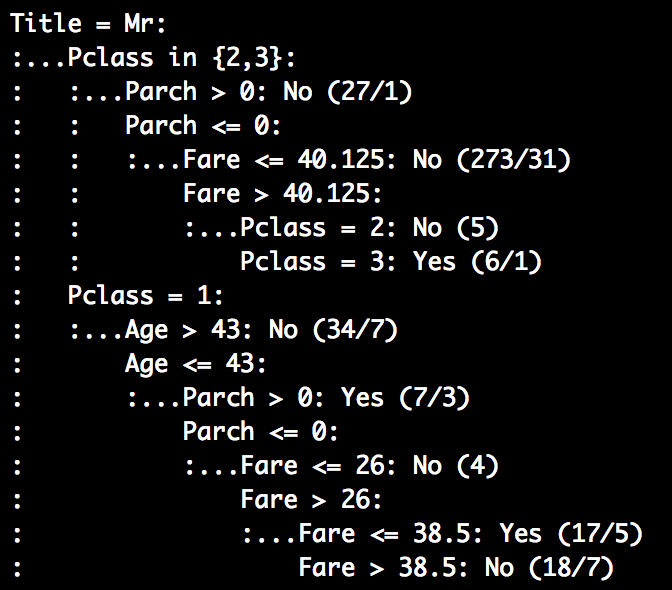 Title = Mr:
:...Pclass in {2,3}:
:   :...Parch > 0: No (27/1)
:   :   Parch <= 0:
:   :   :...Fare <= 40.125: No (273/31)
:   :       Fare > 40.125:
:   :       :...Pclass = 2: No (5)
:   :           Pclass = 3: Yes (6/1)
:   Pclass = 1:
:   :...Age > 43: No (34/7)
:       Age <= 43:
:       :...Parch > 0: Yes (7/3)
:           Parch <= 0:
:           :...Fare <= 26: No (4)
:               Fare > 26:
:               :...Fare <= 38.5: Yes (17/5)
:                   Fare > 38.5: No (18/7)